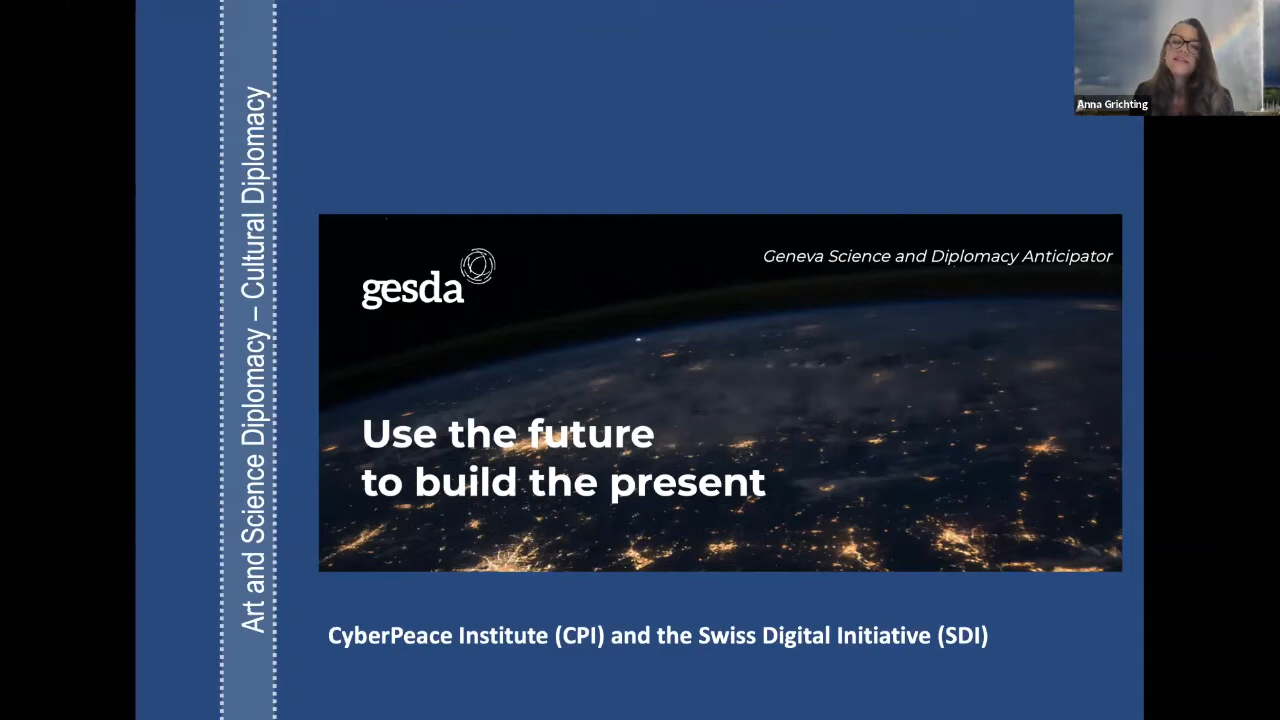 Art and Science Diplomacy – Cultural Diplomacy
Anna Grichting
gesda
Geneva Science and Diplomacy Anticipator
Use the future
to build the present
CyberPeace Institute (CPI) and the Swiss Digital Initiative (SDI)